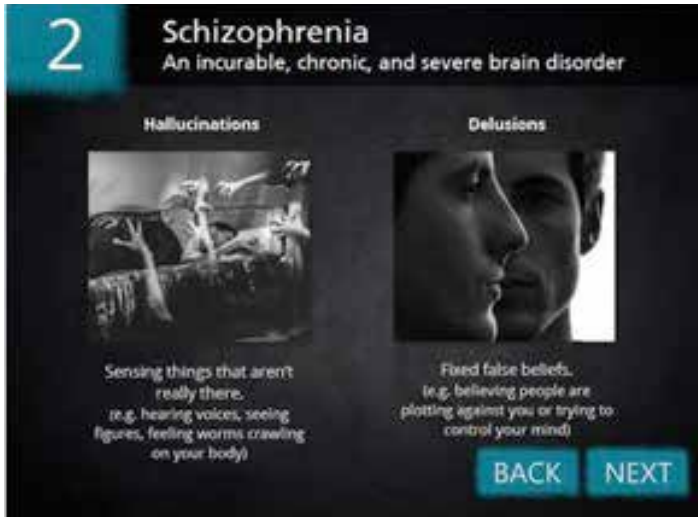 2
Schizophrenia
An incurable, chronic, and severe brain disorder
Hallucinations
Sensing things that aren't
really there.
(e.g. hearing voices, seeing
figures, feeling worms crawling
on your body)
Delusions
Fixed false beliefs.
(e.g. believing people are
plotting against you or trying to
control your mind)
BACK
NEXT